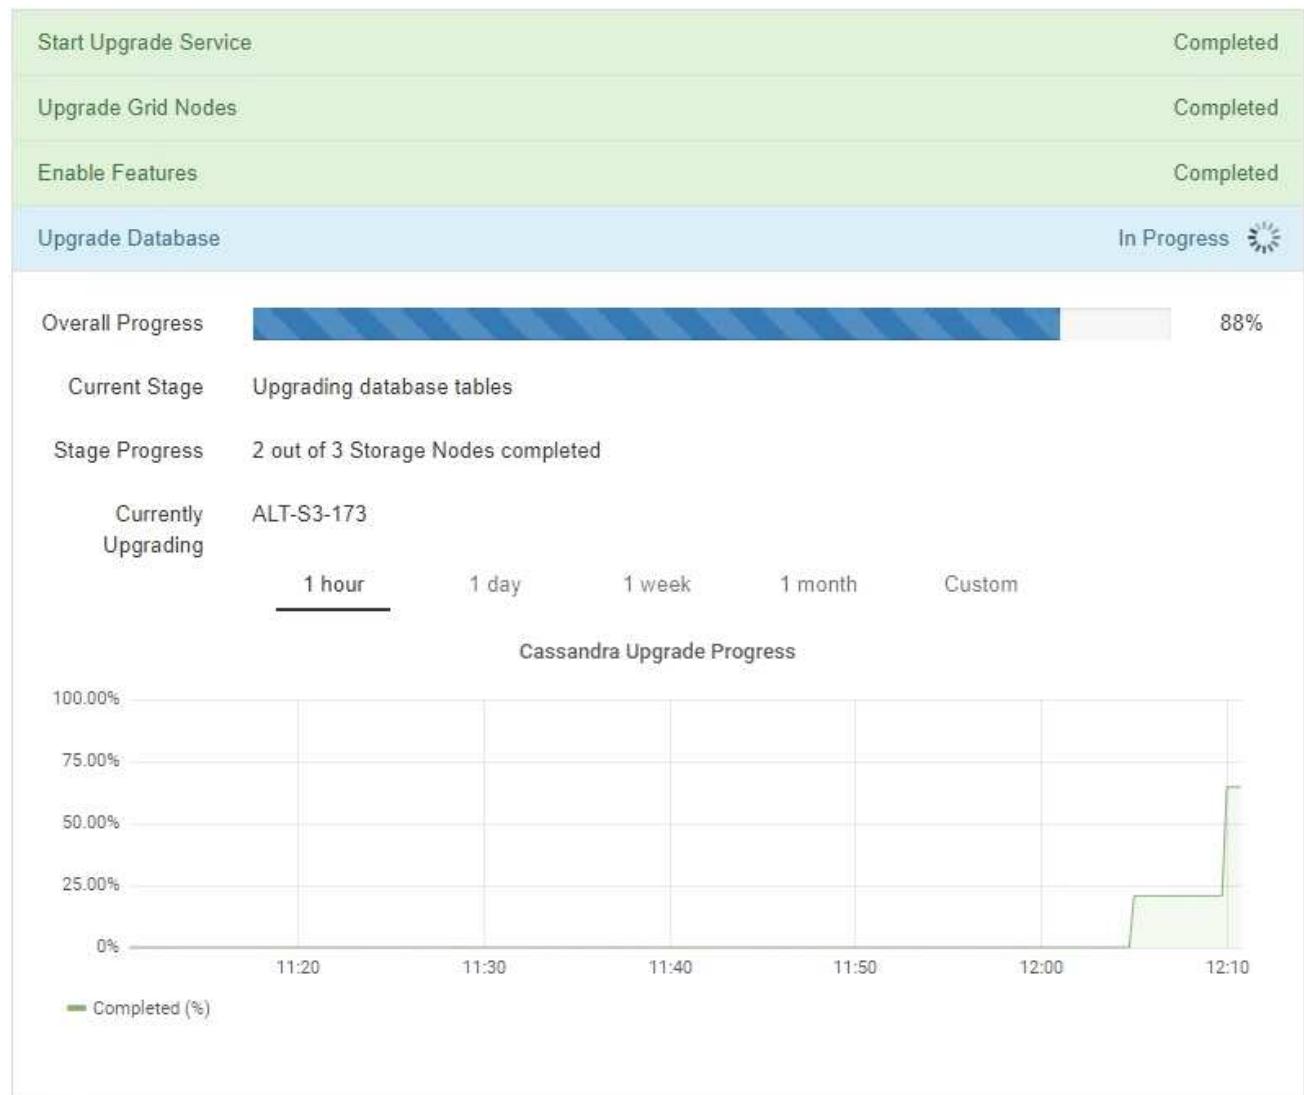 Start Upgrade Service Completed
Upgrade Grid Nodes Completed
Enable Features Completed
Upgrade Database In Progress
Overall Progress 88%
Current Stage Upgrading database tables
Stage Progress 2 out of 3 Storage Nodes completed
Currently ALT-S3-173
Upgrading
1 hour 1 day 1 week 1 month Custom
Cassandra Upgrade Progress
100.00%
75.00%
50.00%
25.00%
0%
11:20 11:30 11:40 11:50 12:00 12:10
Completed (%)